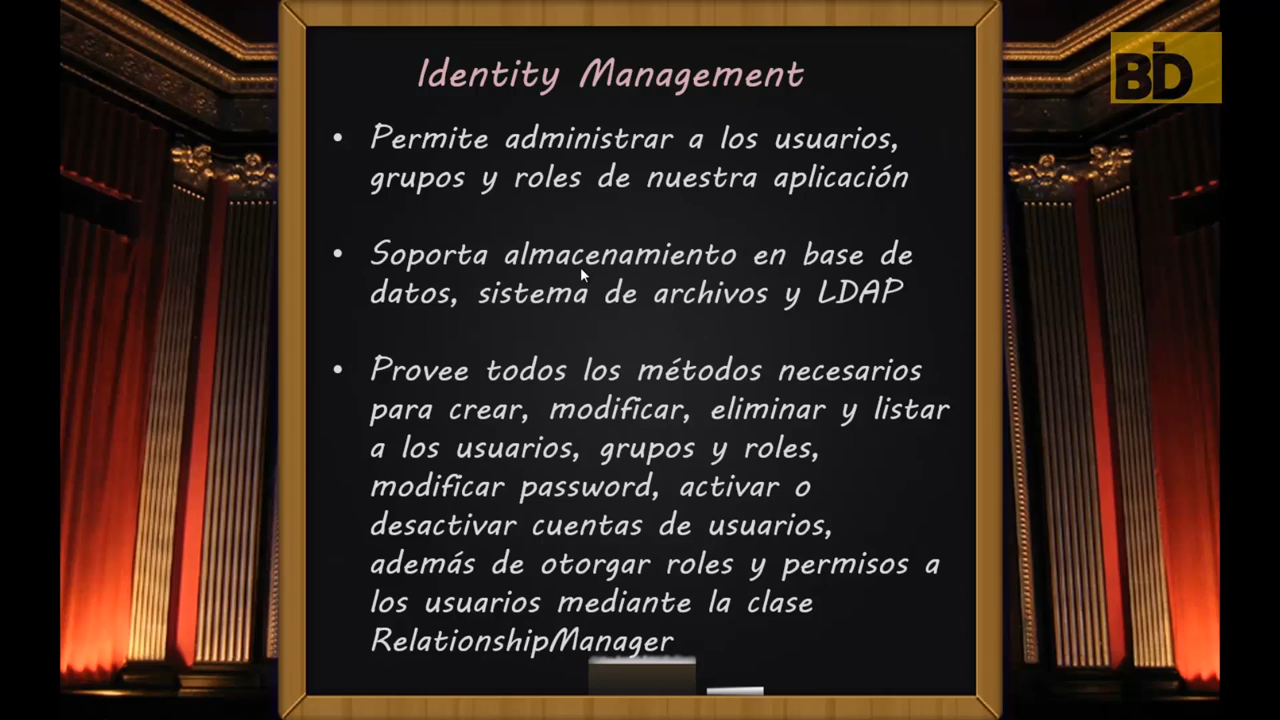 Identity Management
BID
• Permite administrar a los usuarios,
grupos y roles de nuestra aplicación
• Soporta almacenamiento en base de
datos, sistema de archivos y LDAP
• Provee todos los métodos necesarios
para crear, modificar, eliminar y listar
a los usuarios, grupos y roles,
modificar password, activar o
desactivar cuentas de usuarios,
además de otorgar roles y permisos a
los usuarios mediante la clase
RelationshipManager